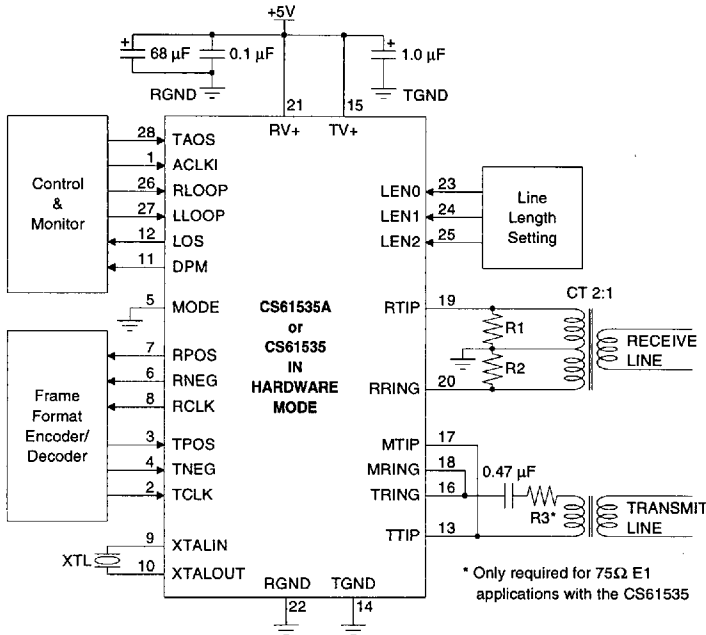 +5V
+
68 µF
0.1 µF
+
1.0 µF
RGND
TGND
21
15
RV+
TV+
Control
&
Monitor
28
TAOS
1
ACLKI
26
RLOOP
27
LLOOP
12
LOS
11
DPM
5
MODE
CS61535A
or
CS61535
IN
HARDWARE
MODE
LEN0
23
LEN1
24
LEN2
25
Line
Length
Setting
RTIP
19
R1
R2
CT 2:1
RECEIVE
LINE
RRING
20
Frame
Format
Encoder/
Decoder
7
RPOS
6
RNEG
8
RCLK
3
TPOS
4
TNEG
2
TCLK
MTIP
17
MRING
18
TRING
16
0.47 µF
R3*
TRANSMIT
LINE
TTIP
13
XTL
9
XTALIN
10
XTALOUT
RGND
TGND
22
14
* Only required for 75Ω E1
applications with the CS61535